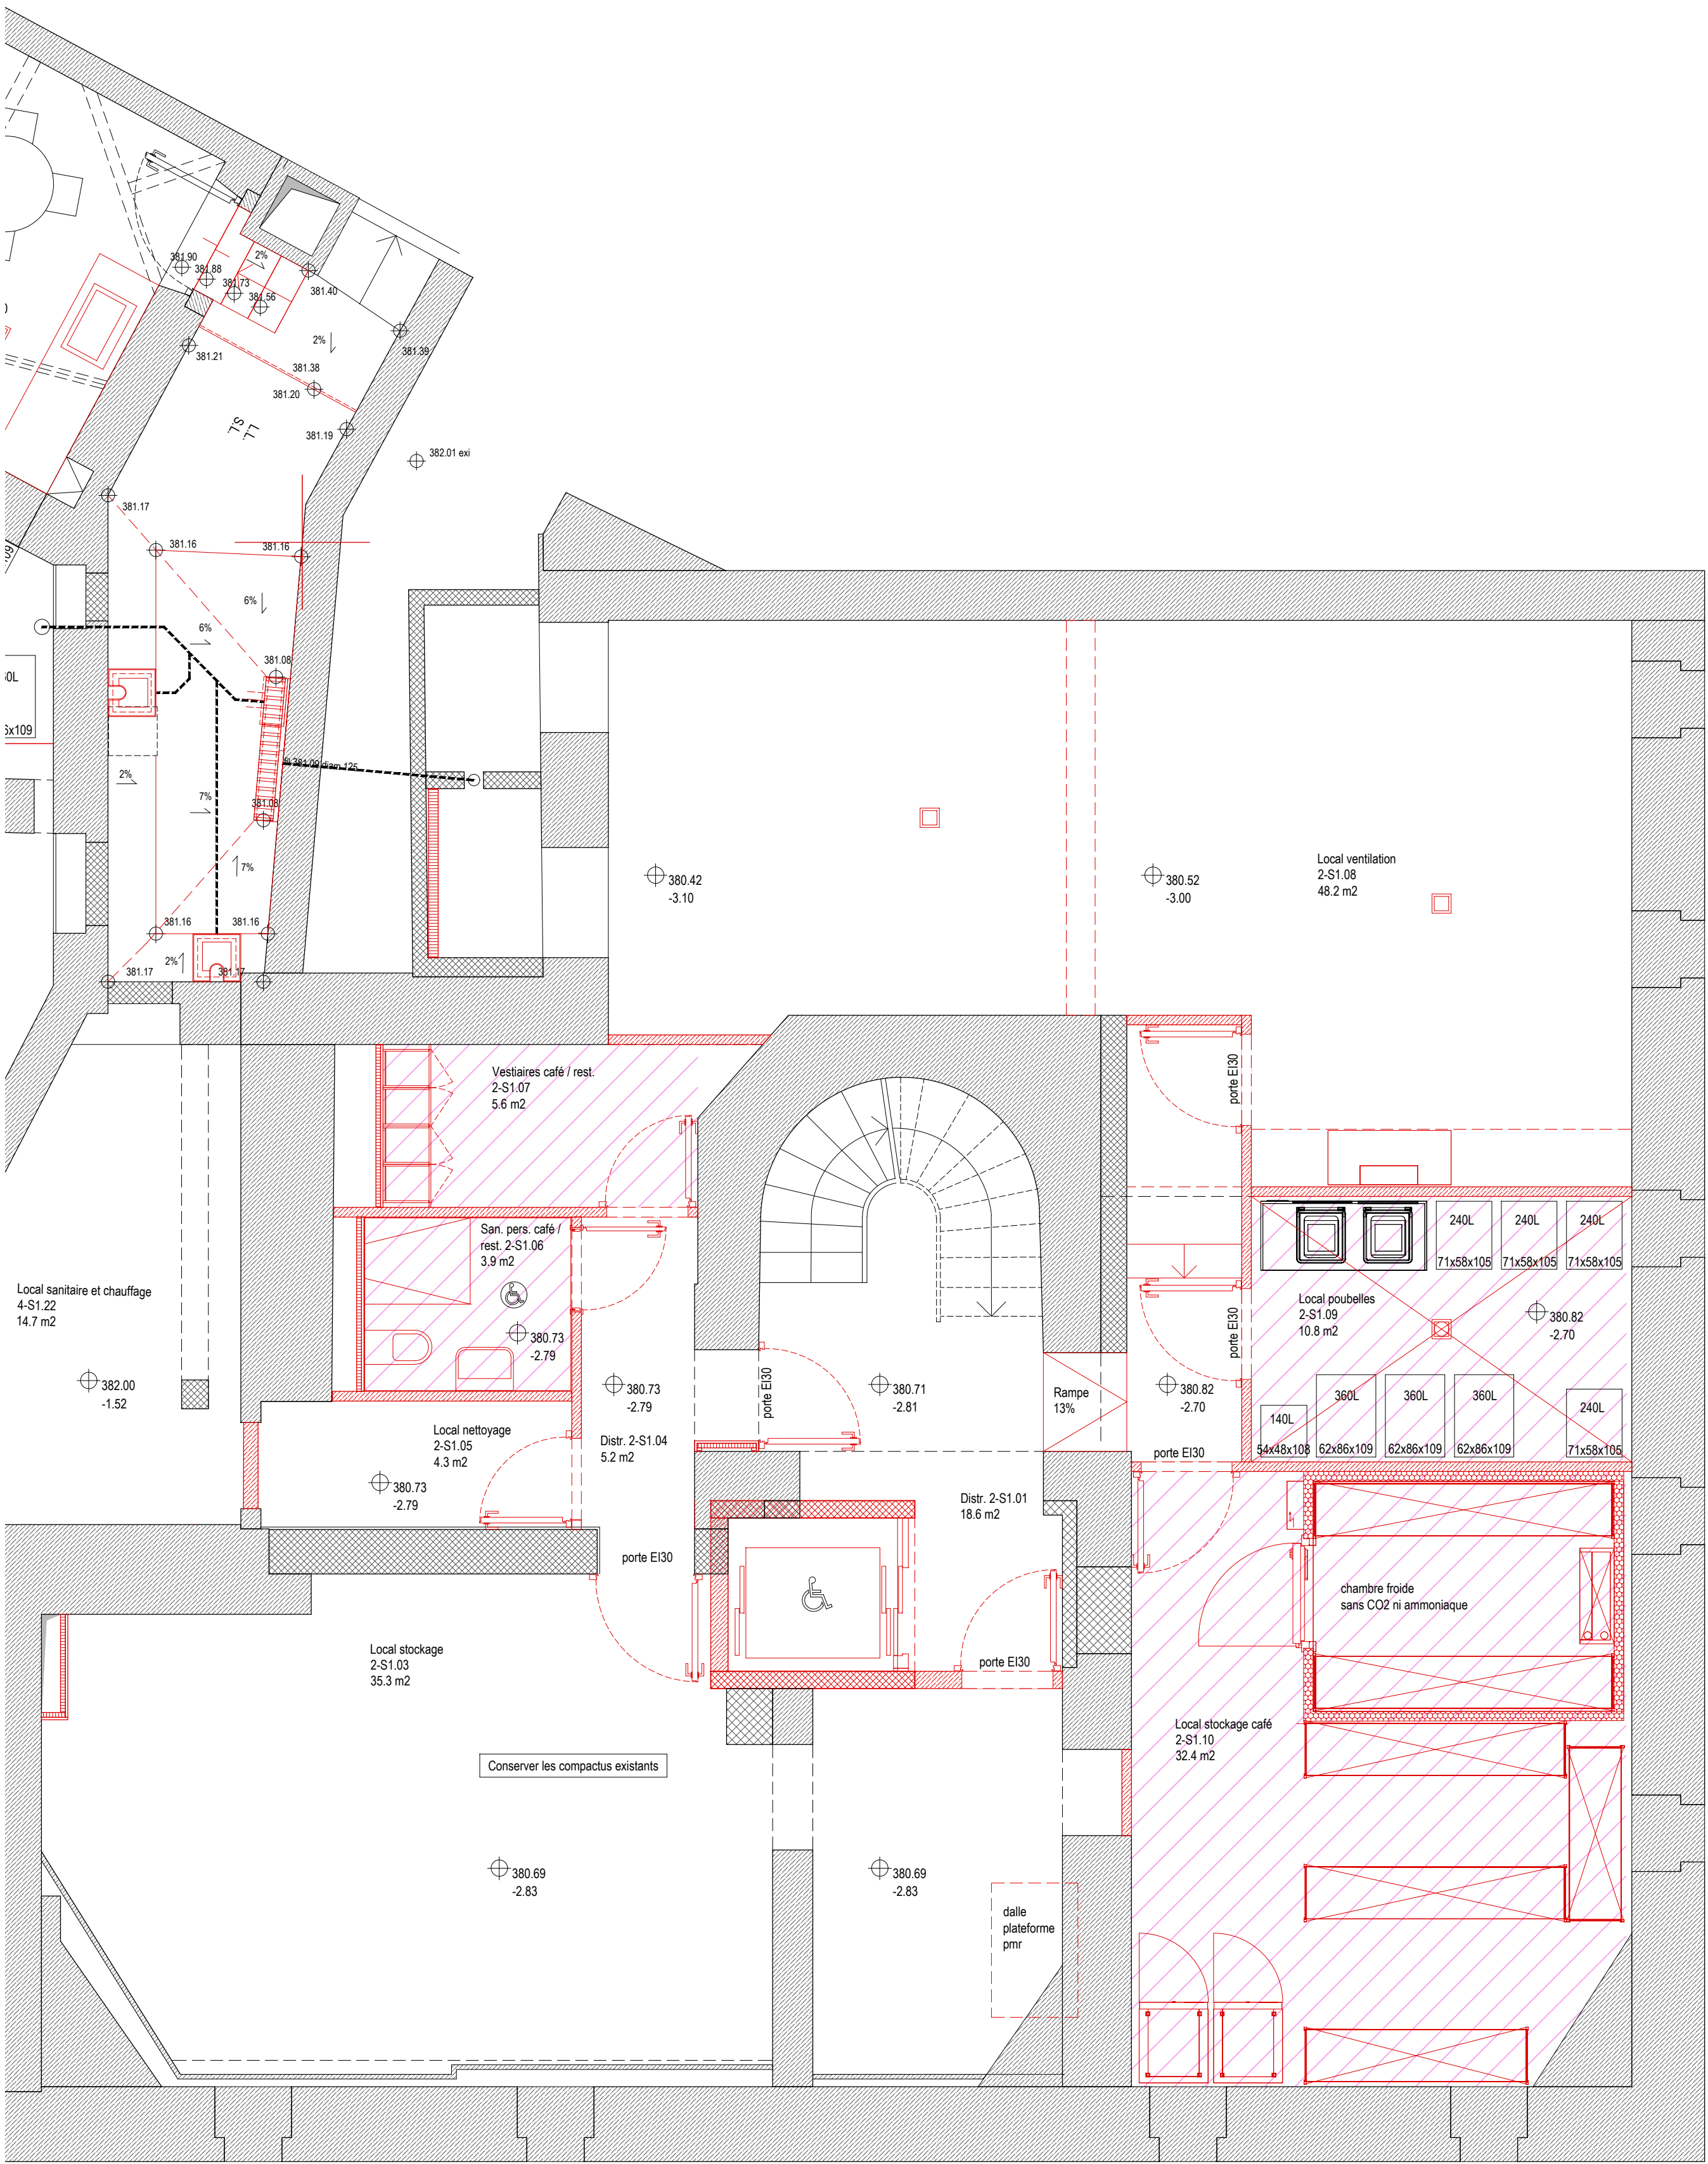 381.90
381.88
381.73
381.56
2%
381.40
2%
381.39
381.21
381.38
381.20
L.L.
S.L.
381.19
382.01 exi
381.17
381.16
381.16
6%
6%
381.08
6x109
381.09 diam 125
2%
7%
381.08
7%
381.16
381.16
2%
381.17
381.17
380.42
-3.10
380.52
-3.00
Local ventilation
2-S1.08
48.2 m2
porte EI30
Vestiaires café / rest.
2-S1.07
5.6 m2
San. pers. café /
rest. 2-S1.06
3.9 m2
380.73
-2.79
Local sanitaire et chauffage
4-S1.22
14.7 m2
382.00
-1.52
240L
71x58x105
240L
71x58x105
240L
71x58x105
Local poubelles
2-S1.09
10.8 m2
380.82
-2.70
porte EI30
140L
54x48x108
360L
62x86x109
360L
62x86x109
360L
62x86x109
240L
71x58x105
Local nettoyage
2-S1.05
4.3 m2
380.73
-2.79
380.73
-2.79
Distr. 2-S1.04
5.2 m2
porte EI30
380.71
-2.81
Rampe
13%
380.82
-2.70
porte EI30
Distr. 2-S1.01
18.6 m2
porte EI30
porte EI30
chambre froide
sans CO2 ni ammoniaque
Local stockage
2-S1.03
35.3 m2
Local stockage café
2-S1.10
32.4 m2
Conserver les compactus existants
380.69
-2.83
380.69
-2.83
dalle
plateforme
pmr